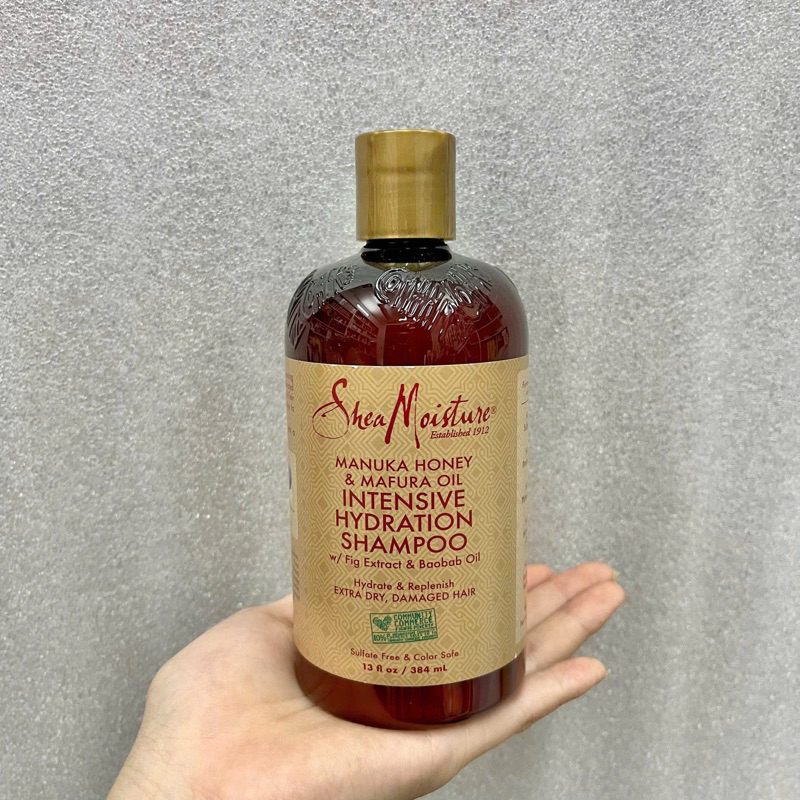 SheaMoisture®
Established 1912
MANUKA HONEY
& MAFURA OIL
INTENSIVE
HYDRATION
SHAMPOO
w/ Fig Extract & Baobab Oil
Hydrate & Replenish
EXTRA DRY, DAMAGED HAIR
COMMUNITY
COMMERCE
Sulfate Free & Color Safe
13 fl oz / 384 mL